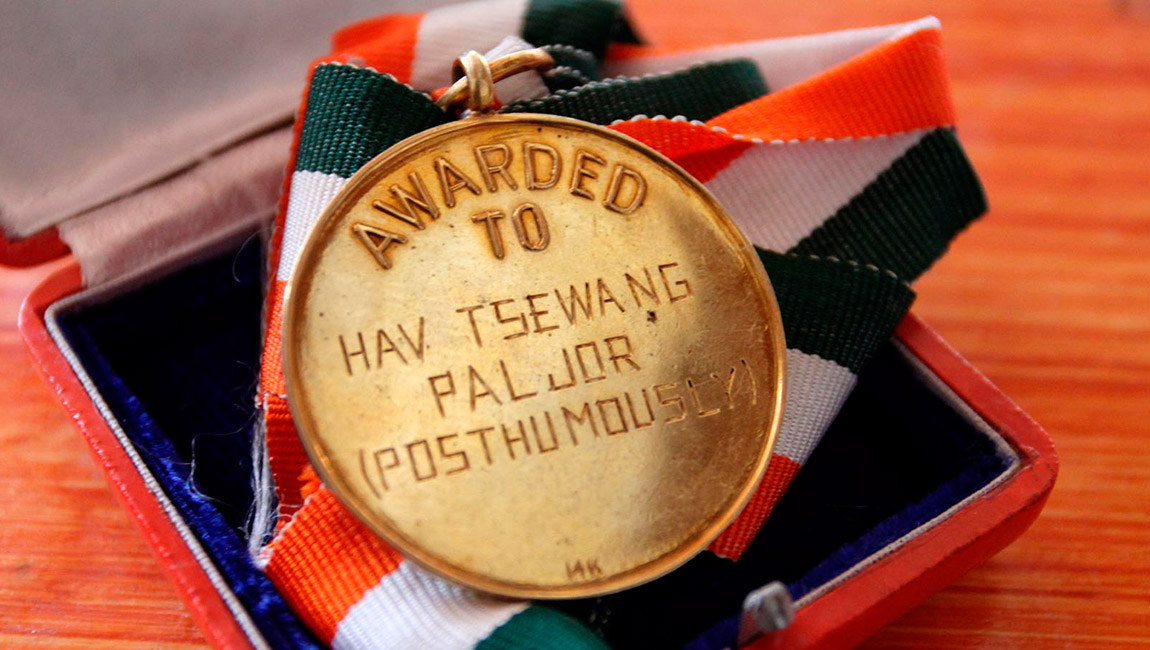 AWARDED
TO
HAV TSEWANG
PALJOR
(POSTHUMOUSLY)
14K